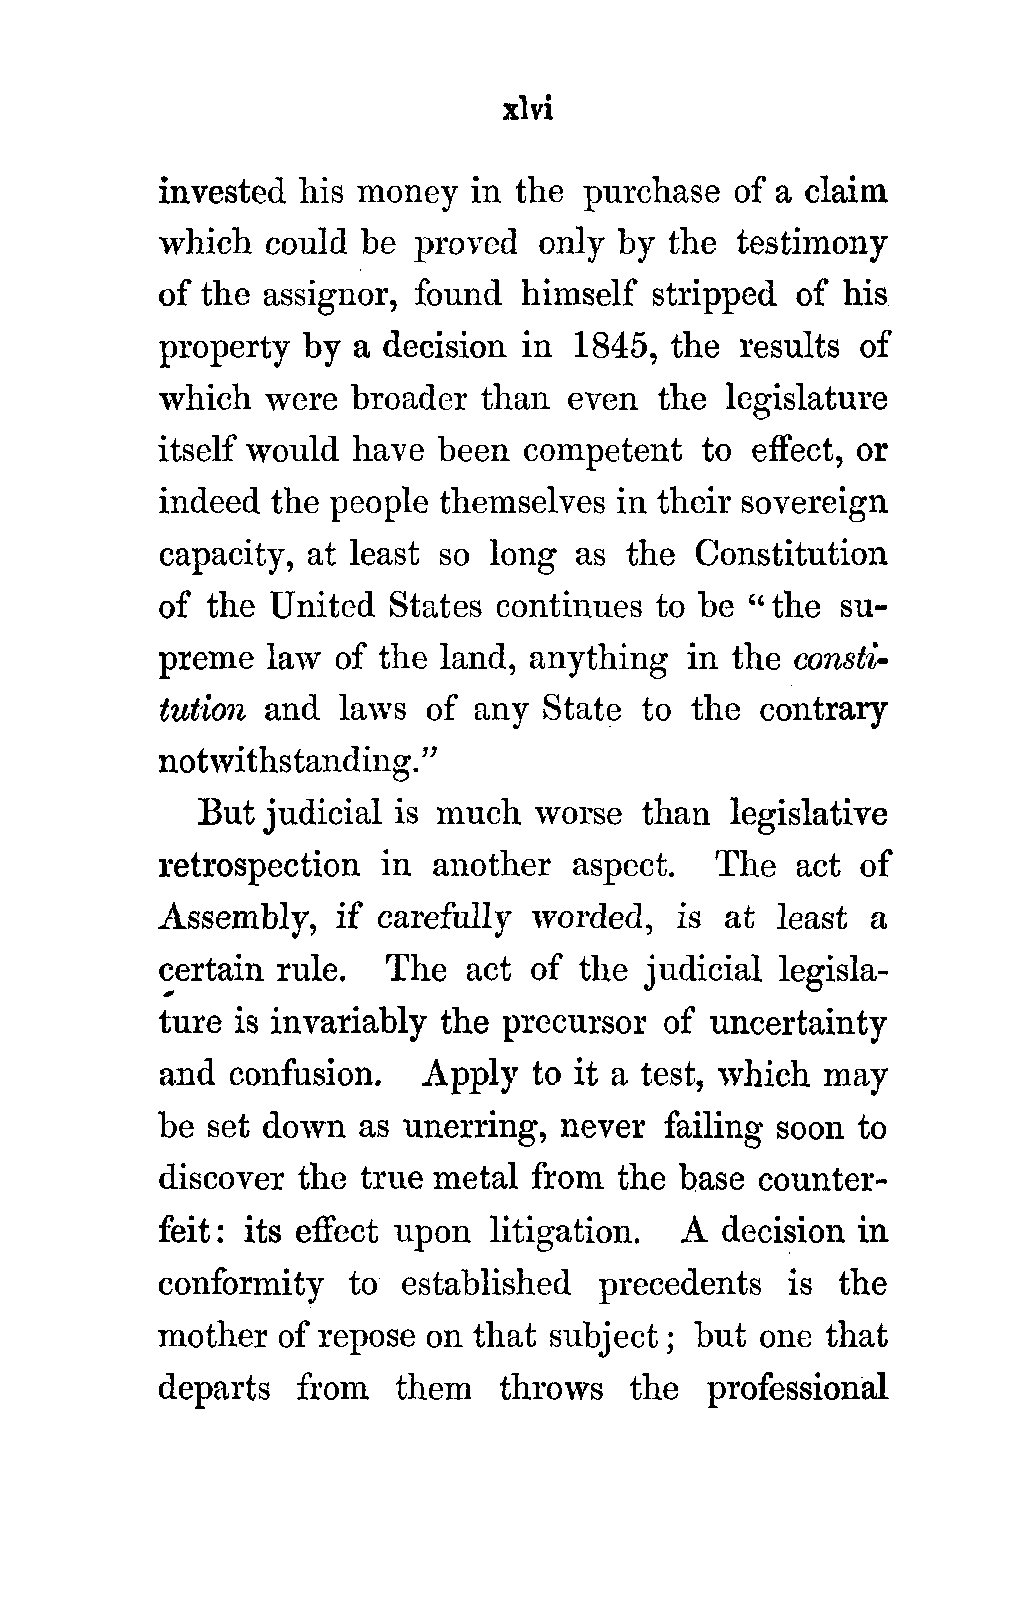 xlvi
invested his money in the purchase of a claim
which could be proved only by the testimony
of the assignor, found himself stripped of his
property by a decision in 1845, the results of
which were broader than even the legislature
itself would have been competent to effect, or
indeed the people themselves in their sovereign
capacity, at least so long as the Constitution
of the United States continues to be “the su-
preme law of the land, anything in the consti-
tution and laws of any State to the contrary
notwithstanding.”
But judicial is much worse than legislative
retrospection in another aspect. The act of
Assembly, if carefully worded, is at least a
certain rule. The act of the judicial legisla-
ture is invariably the precursor of uncertainty
and confusion. Apply to it a test, which may
be set down as unerring, never failing soon to
discover the true metal from the base counter-
feit: its effect upon litigation. A decision in
conformity to established precedents is the
mother of repose on that subject; but one that
departs from them throws the professional